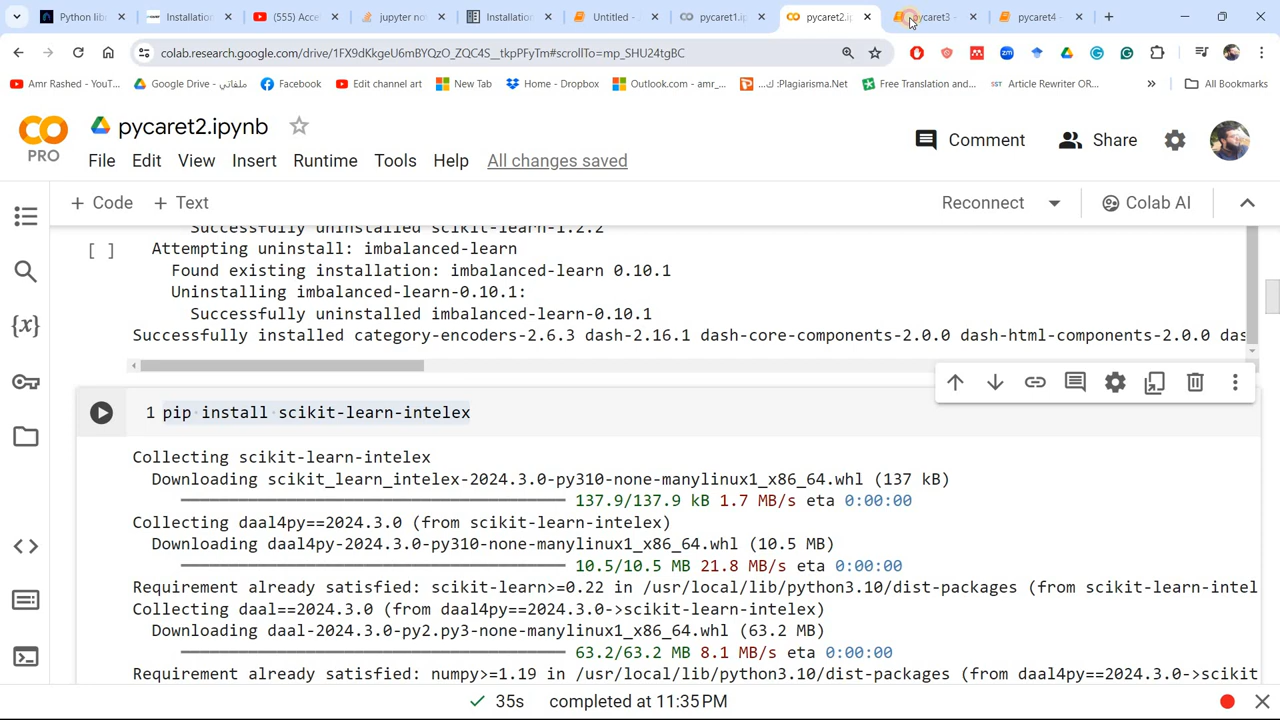 Python lib
Installation
(555) Acce
jupyter no
Installation
Untitled -
pycaret1.ip
pycaret2.ip
ycaret3 -
pycaret4 -
colab.research.google.com/drive/1FX9dKkgeU6mBYQzO_ZQC4S__tkpPFvTm#scrollTo=mp_SHU24tgBC
Amr Rashed - YouT...
Google Drive - ملفاتي
Facebook
Edit channel art
New Table
Home - Dropbox
Outlook.com - amr_...
ك...:Plagiarisma.Net
Free Translation and...
SST Article Rewriter OR...
»
All Bookmarks
CO PRO
pycaret2.ipynb
Comment
Share
File Edit View Insert Runtime Tools Help All changes saved
+ Code + Text
Reconnect
Colab AI
Successfully uninstalled scikit-learn-1.2.2
[ ] Attempting uninstall: imbalanced-learn
Found existing installation: imbalanced-learn 0.10.1
Uninstalling imbalanced-learn-0.10.1:
Successfully uninstalled imbalanced-learn-0.10.1
Successfully installed category-encoders-2.6.3 dash-2.16.1 dash-core-components-2.0.0 dash-html-components-2.0.0 das
1 pip install scikit-learn-intelex
Collecting scikit-learn-intelex
Downloading scikit_learn_intelex-2024.3.0-py310-none-manylinux1_x86_64.whl (137 kB)
137.9/137.9 kB 1.7 MB/s eta 0:00:00
Collecting daal4py==2024.3.0 (from scikit-learn-intelex)
Downloading daal4py-2024.3.0-py310-none-manylinux1_x86_64.whl (10.5 MB)
10.5/10.5 MB 21.8 MB/s eta 0:00:00
Requirement already satisfied: scikit-learn>=0.22 in /usr/local/lib/python3.10/dist-packages (from scikit-learn-intel
Collecting daal==2024.3.0 (from daal4py==2024.3.0->scikit-learn-intelex)
Downloading daal-2024.3.0-py2.py3-none-manylinux1_x86_64.whl (63.2 MB)
63.2/63.2 MB 8.1 MB/s eta 0:00:00
Requirement already satisfied: numpy>=1.19 in /usr/local/lib/python3.10/dist-packages (from daal4py==2024.3.0->scikit
35s completed at 11:35 PM